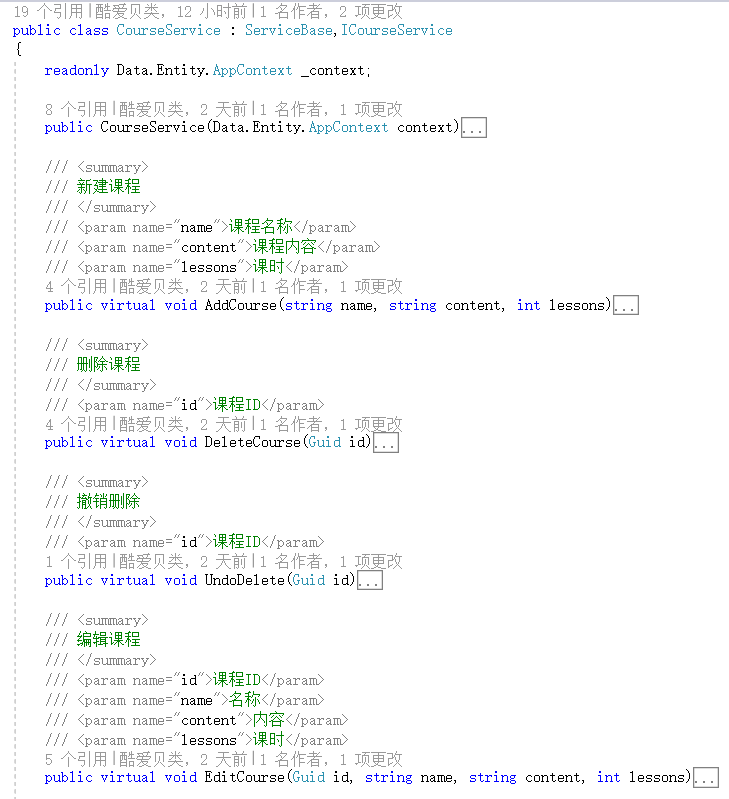 19 个引用|酷爱贝类，12 小时前|1 名作者，2 项更改
public class CourseService : ServiceBase,ICourseService
{
readonly Data.Entity.AppContext _context;
8 个引用|酷爱贝类，2 天前|1 名作者，1 项更改
public CourseService(Data.Entity.AppContext context)...
/// <summary>
/// 新建课程
/// </summary>
/// <param name="name">课程名称</param>
/// <param name="content">课程内容</param>
/// <param name="lessons">课时</param>
4 个引用|酷爱贝类，2 天前|1 名作者，1 项更改
public virtual void AddCourse(string name, string content, int lessons)...
/// <summary>
/// 删除课程
/// </summary>
/// <param name="id">课程ID</param>
4 个引用|酷爱贝类，2 天前|1 名作者，1 项更改
public virtual void DeleteCourse(Guid id)...
/// <summary>
/// 撤销删除
/// </summary>
/// <param name="id">课程ID</param>
1 个引用|酷爱贝类，2 天前|1 名作者，1 项更改
public virtual void UndoDelete(Guid id)...
/// <summary>
/// 编辑课程
/// </summary>
/// <param name="id">课程ID</param>
/// <param name="name">名称</param>
/// <param name="content">内容</param>
/// <param name="lessons">课时</param>
5 个引用|酷爱贝类，2 天前|1 名作者，1 项更改
public virtual void EditCourse(Guid id, string name, string content, int lessons)...